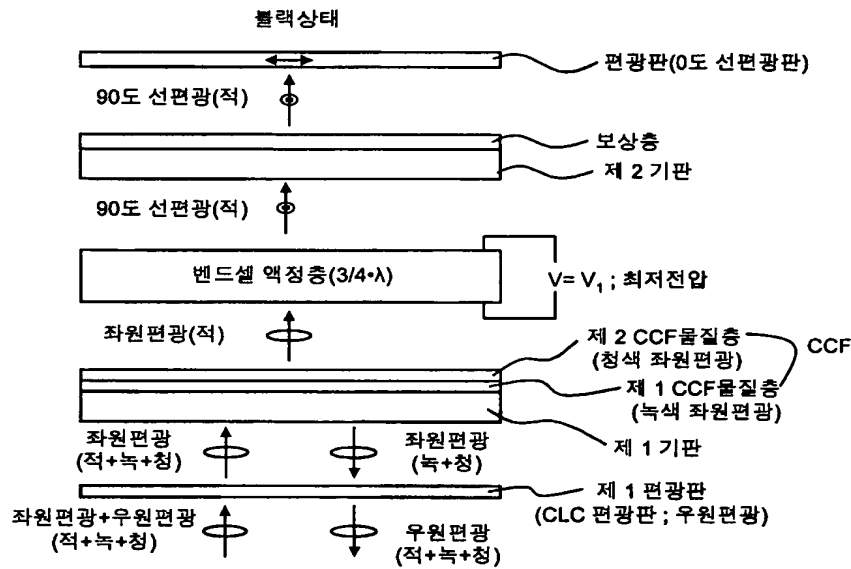 블랙상태
편광판(0도 선편광판)
90도 선편광(적)
보상층
제 2 기판
90도 선편광(적)
벤드셀 액정층(3/4•λ)
V= V1 ; 최저전압
좌원편광(적)
제 2 CCF물질층
(청색 좌원편광)
CCF
제 1 CCF물질층
(녹색 좌원편광)
제 1 기판
좌원편광
(적+녹+청)
좌원편광
(녹+청)
제 1 편광판
(CLC 편광판 ; 우원편광)
좌원편광+우원편광
(적+녹+청)
우원편광
(적+녹+청)